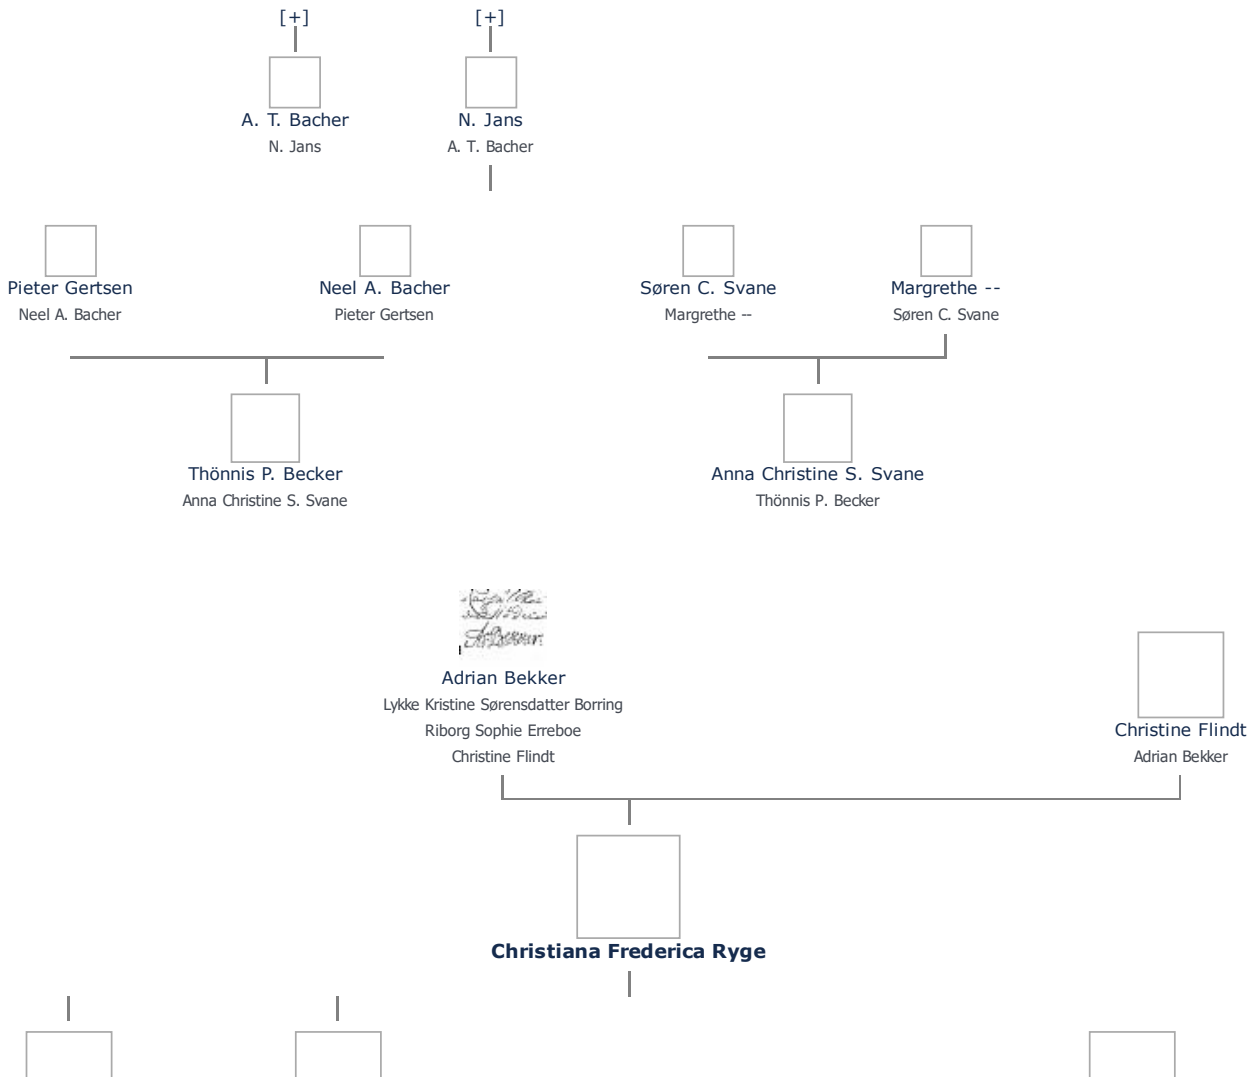 [+]
[+]
A. T. Bacher
N. Jans
N. Jans
A. T. Bacher
Pieter Gertsen
Neel A. Bacher
Neel A. Bacher
Pieter Gertsen
Søren C. Svane
Margrethe --
Margrethe --
Søren C. Svane
Thönnis P. Becker
Anna Christine S. Svane
Anna Christine S. Svane
Thönnis P. Becker
Adrian Bekker
Lykke Kristine Sørensdatter Borring
Riborg Sophie Erreboe
Christine Flindt
Christine Flindt
Adrian Bekker
Christiana Frederica Ryge